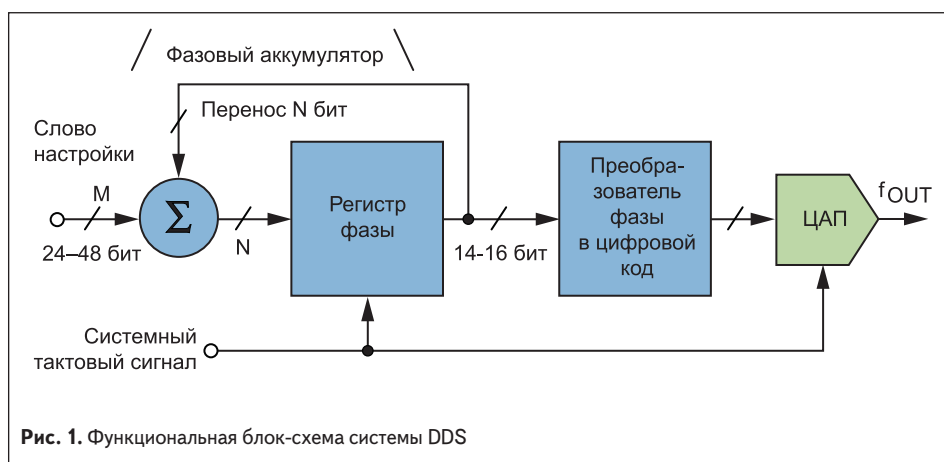 Фазовый аккумулятор
Перенос N бит
Слово
настройки
M
24–48 бит
Σ
N
Регистр
фазы
14-16 бит
Преобра-
зователь
фазы
в цифровой
код
ЦАП
fOUT
Системный
тактовый сигнал
Рис. 1. Функциональная блок-схема системы DDS